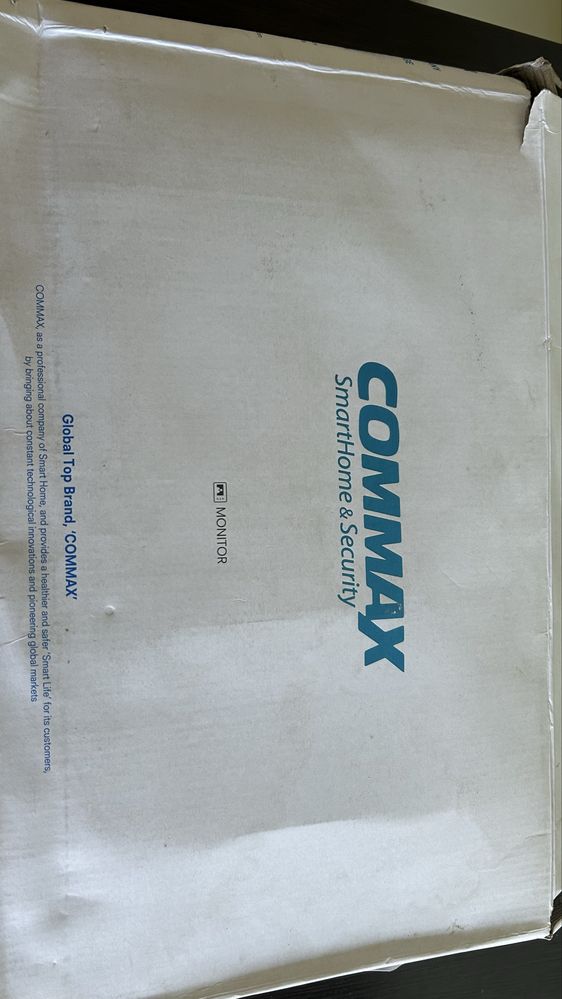 COMMAX
SmartHome & Security
MONITOR
Global Top Brand, 'COMMAX'
COMMAX, as a professional company of Smart Home, and provides a healthier and safer 'Smart Life' for its customers,
by bringing about constant technological innovations and pioneering global markets